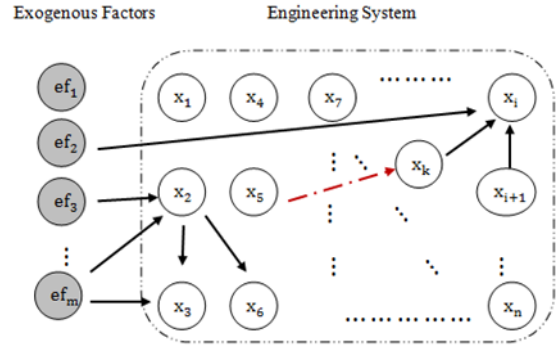 Exogenous Factors Engineering System
ef₁ x₁ x₄ x₇ ……… xᵢ
ef₂
xₖ
ef₃ x₂ x₅ xᵢ₊₁
efₘ x₃ x₆ …………… xₙ